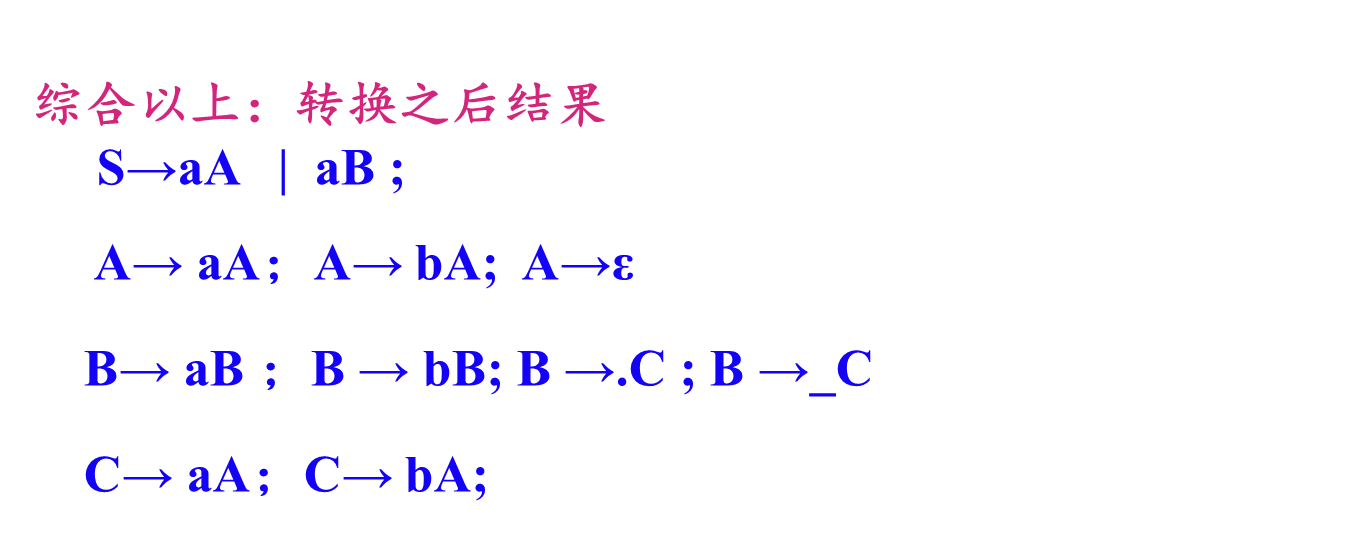 综合以上：转换之后结果
S→aA | aB ;
A→ aA； A→ bA; A→ε
B→ aB ； B → bB; B →.C ; B →_C
C→ aA； C→ bA;